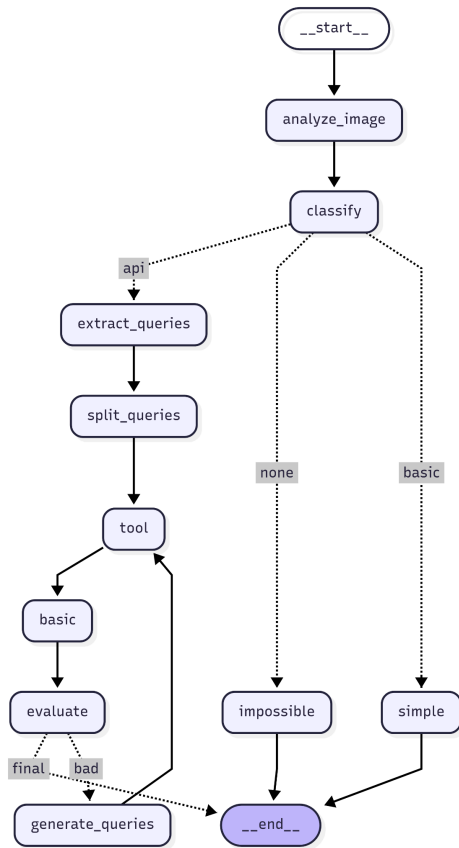 __start__
analyze_image
classify
api
extract_queries
split_queries
none
basic
tool
basic
evaluate
impossible
simple
final
bad
generate_queries
__end__